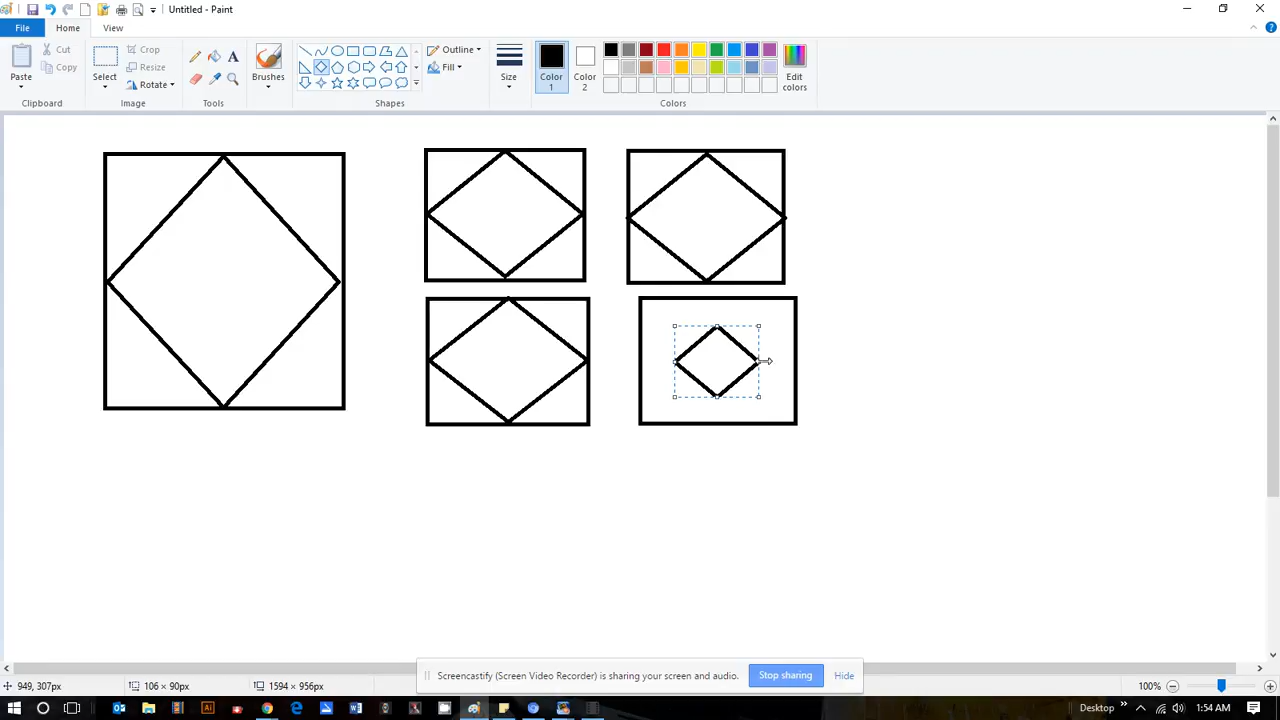 Untitled - Paint
File Home View
Cut
Copy
Paste
Clipboard
Crop
Resize
Rotate
Select
Image
Tools
Brushes
Outline
Fill
Shapes
Size
Color 1
Color 2
Edit colors
Colors
Screencastify (Screen Video Recorder) is sharing your screen and audio. Stop sharing Hide
949, 307px 106 × 90px 1594 × 956px 100%
Desktop 1:54 AM